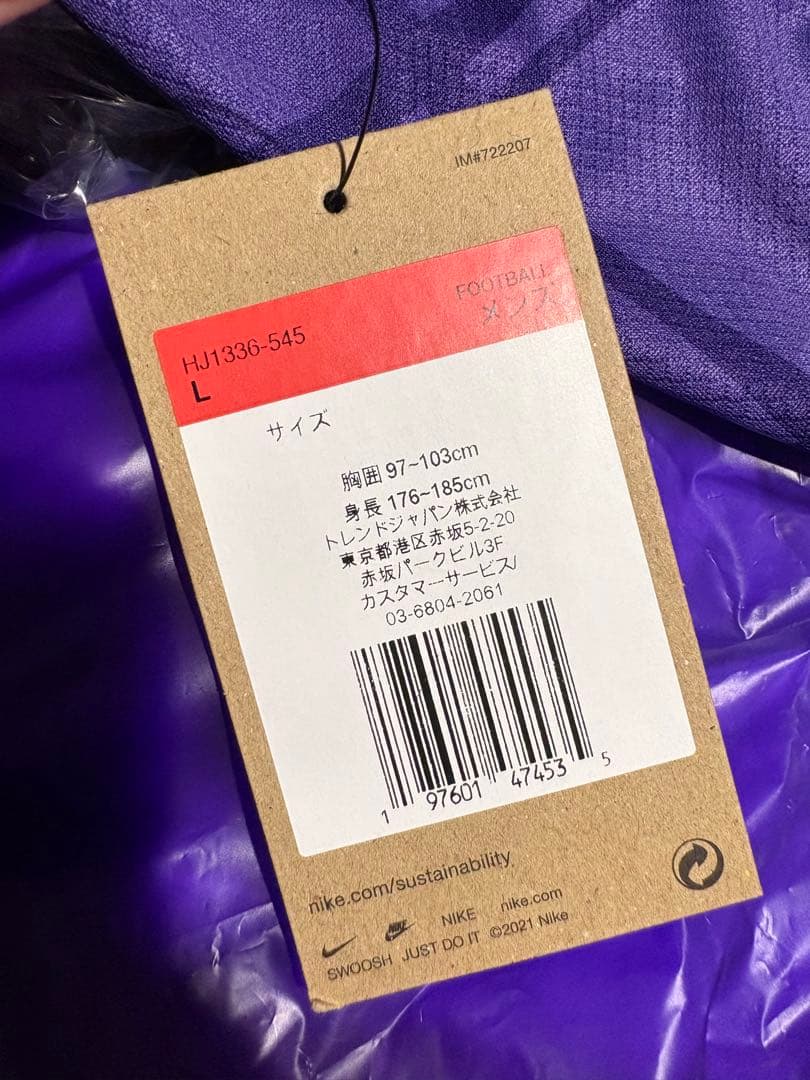 IM#722207
FOOTBALL
メンズ
HJ1336-545
L
サイズ
胸囲 97~103cm
身長 176~185cm
トレンドジャパン株式会社
東京都港区赤坂5-2-20
赤坂パークビル3F
カスタマーサービス/
03-6804-2061
1 97601 47453 5
nike.com/sustainability
NIKE nike.com
SWOOSH JUST DO IT ©2021 Nike